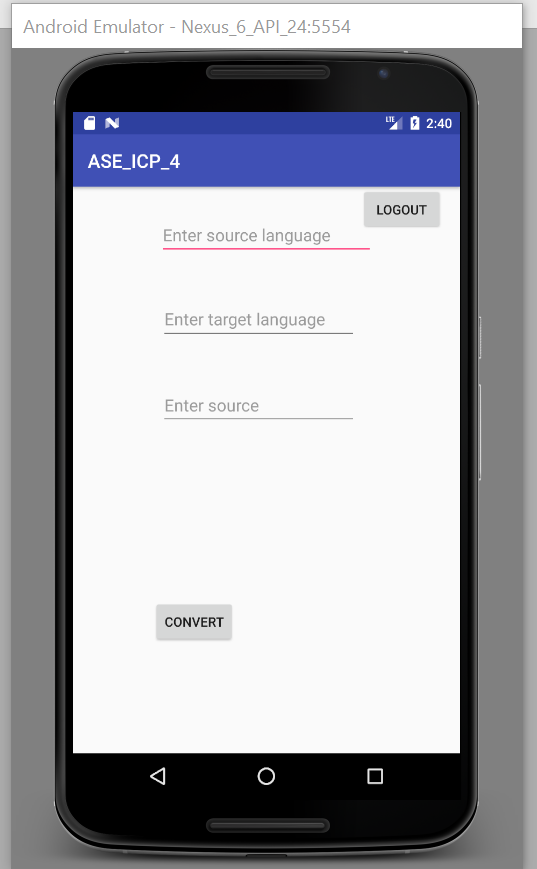 Android Emulator - Nexus_6_API_24:5554
LTE 2:40
ASE_ICP_4
LOGOUT
Enter source language
Enter target language
Enter source
CONVERT